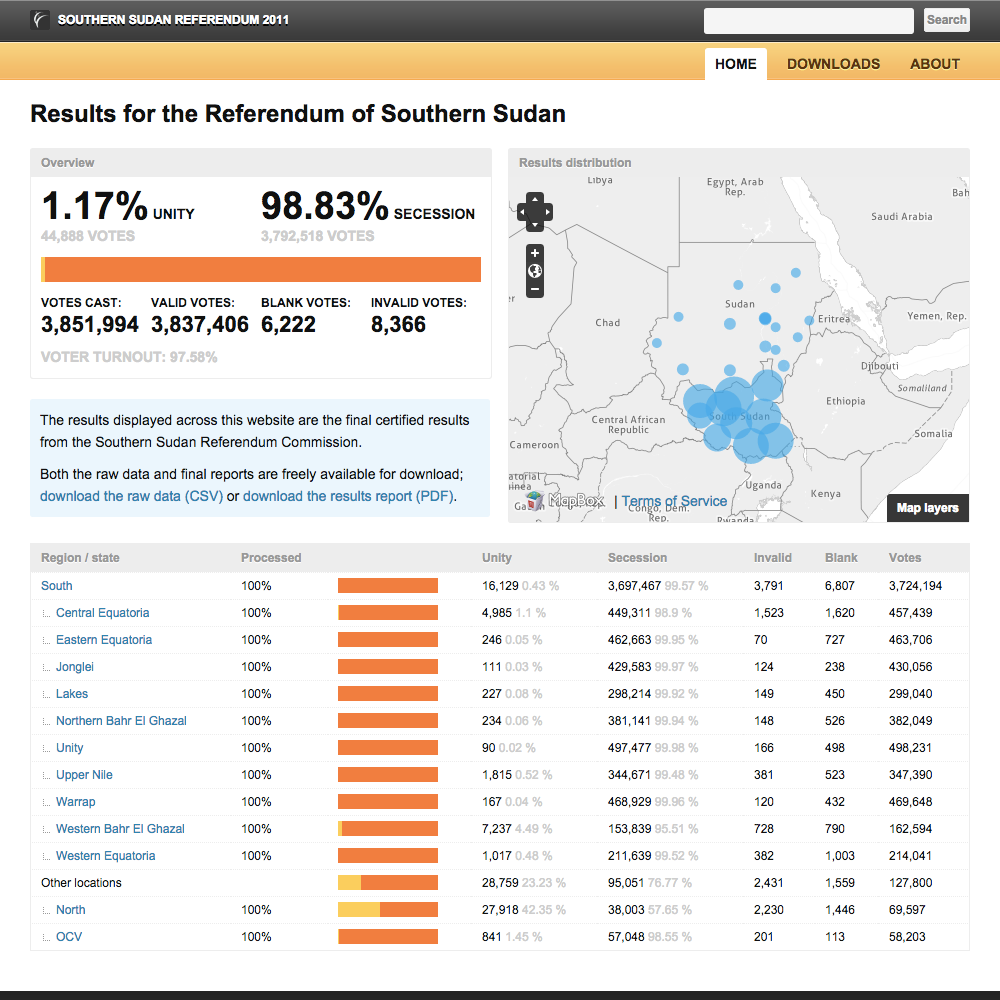 SOUTHERN SUDAN REFERENDUM 2011
Search
HOME DOWNLOADS ABOUT
Results for the Referendum of Southern Sudan
Overview
1.17% UNITY 98.83% SECESSION
44,888 VOTES 3,792,518 VOTES
VOTES CAST: VALID VOTES: BLANK VOTES: INVALID VOTES:
3,851,994 3,837,406 6,222 8,366
VOTER TURNOUT: 97.58%
The results displayed across this website are the final certified results
from the Southern Sudan Referendum Commission.
Both the raw data and final reports are freely available for download;
download the raw data (CSV) or download the results report (PDF).
Results distribution
Libya
Egypt, Arab
Rep.
Bah
Saudi Arabia
Sudan
Chad
Eritrea
Yemen, Rep.
Djibouti
Somaliland
Ethiopia
South Sudan
Central African
Republic
Somalia
Cameroon
Uganda
Kenya
MapBox | Terms of Service
Congo, Dem.
Rep.
Rwanda
Map layers
Region / state Processed Unity Secession Invalid Blank Votes
South 100% 16,129 0.43 % 3,697,467 99.57 % 3,791 6,807 3,724,194
Central Equatoria 100% 4,985 1.1 % 449,311 98.9 % 1,523 1,620 457,439
Eastern Equatoria 100% 246 0.05 % 462,663 99.95 % 70 727 463,706
Jonglei 100% 111 0.03 % 429,583 99.97 % 124 238 430,056
Lakes 100% 227 0.08 % 298,214 99.92 % 149 450 299,040
Northern Bahr El Ghazal 100% 234 0.06 % 381,141 99.94 % 148 526 382,049
Unity 100% 90 0.02 % 497,477 99.98 % 166 498 498,231
Upper Nile 100% 1,815 0.52 % 344,671 99.48 % 381 523 347,390
Warrap 100% 167 0.04 % 468,929 99.96 % 120 432 469,648
Western Bahr El Ghazal 100% 7,237 4.49 % 153,839 95.51 % 728 790 162,594
Western Equatoria 100% 1,017 0.48 % 211,639 99.52 % 382 1,003 214,041
Other locations 28,759 23.23 % 95,051 76.77 % 2,431 1,559 127,800
North 100% 27,918 42.35 % 38,003 57.65 % 2,230 1,446 69,597
OCV 100% 841 1.45 % 57,048 98.55 % 201 113 58,203